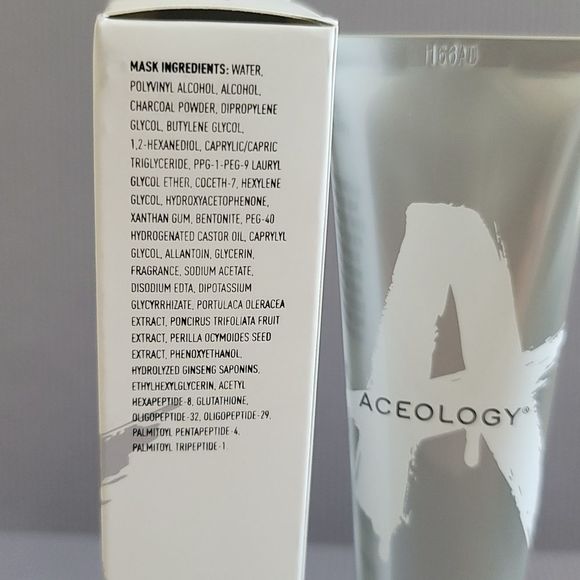 MASK INGREDIENTS: WATER,
POLYVINYL ALCOHOL, ALCOHOL,
CHARCOAL POWDER, DIPROPYLENE
GLYCOL, BUTYLENE GLYCOL,
1,2-HEXANEDIOL, CAPRYLIC/CAPRIC
TRIGLYCERIDE, PPG-1-PEG-9 LAURYL
GLYCOL ETHER, COCETH-7, HEXYLENE
GLYCOL, HYDROXYACETOPHENONE,
XANTHAN GUM, BENTONITE, PEG-40
HYDROGENATED CASTOR OIL, CAPRYLYL
GLYCOL, ALLANTOIN, GLYCERIN,
FRAGRANCE, SODIUM ACETATE,
DISODIUM EDTA, DIPOTASSIUM
GLYCYRRHIZATE, PORTULACA OLERACEA
EXTRACT, PONCIRUS TRIFOLIATA FRUIT
EXTRACT, PERILLA OCYMOIDES SEED
EXTRACT, PHENOXYETHANOL,
HYDROLYZED GINSENG SAPONINS,
ETHYLHEXYLGLYCERIN, ACETYL
HEXAPEPTIDE-8, GLUTATHIONE,
OLIGOPEPTIDE-32, OLIGOPEPTIDE-29,
PALMITOYL PENTAPEPTIDE-4,
PALMITOYL TRIPEPTIDE-1
A
ACEOLOGY®